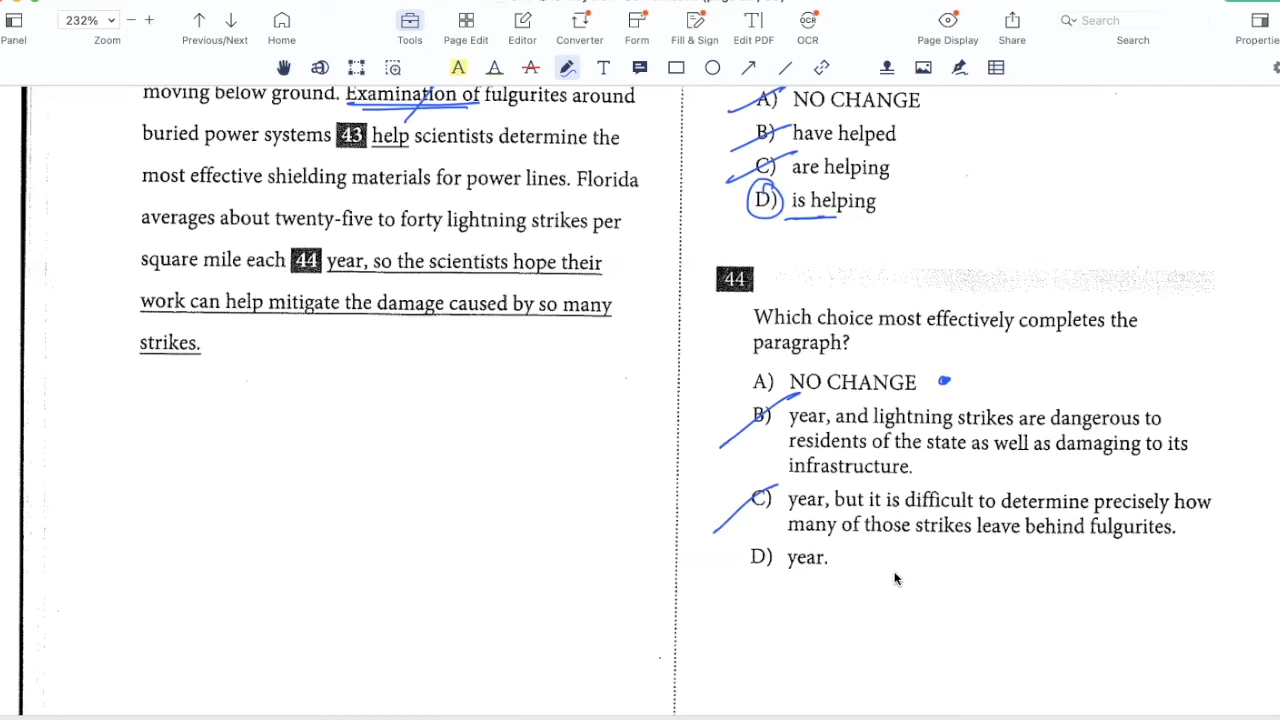 232%
Panel
Zoom
Previous/Next
Home
Tools
Page Edit
Editor
Converter
Form
Fill & Sign
Edit PDF
OCR
OCR
Page Display
Share
Search
Search
Propertie
moving below ground. Examination of fulgurites around
buried power systems 43 help scientists determine the
most effective shielding materials for power lines. Florida
averages about twenty-five to forty lightning strikes per
square mile each 44 year, so the scientists hope their
work can help mitigate the damage caused by so many
strikes.
A) NO CHANGE
B) have helped
C) are helping
D) is helping
44
Which choice most effectively completes the
paragraph?
A) NO CHANGE
B) year, and lightning strikes are dangerous to
residents of the state as well as damaging to its
infrastructure.
C) year, but it is difficult to determine precisely how
many of those strikes leave behind fulgurites.
D) year.